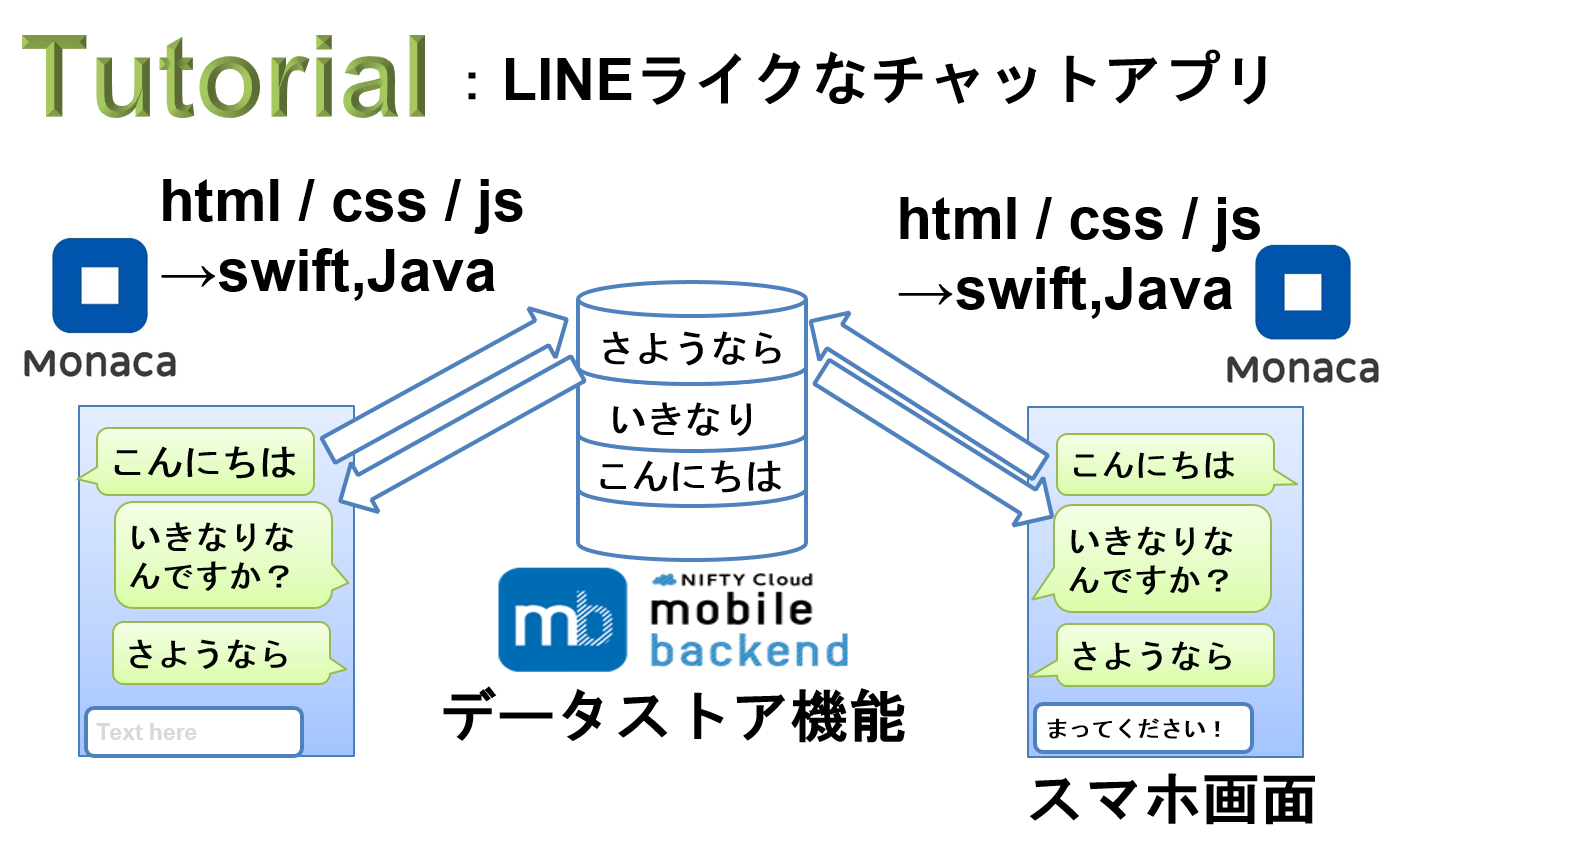 Tutorial：LINEライクなチャットアプリ
html / css / js
→swift,Java
Monaca
こんにちは
いきなりな
んですか？
さようなら
Text here
さようなら
いきなり
こんにちは
mb
NIFTY Cloud
mobile
backend
データストア機能
html / css / js
→swift,Java
Monaca
こんにちは
いきなりな
んですか？
さようなら
まってください！
スマホ画面